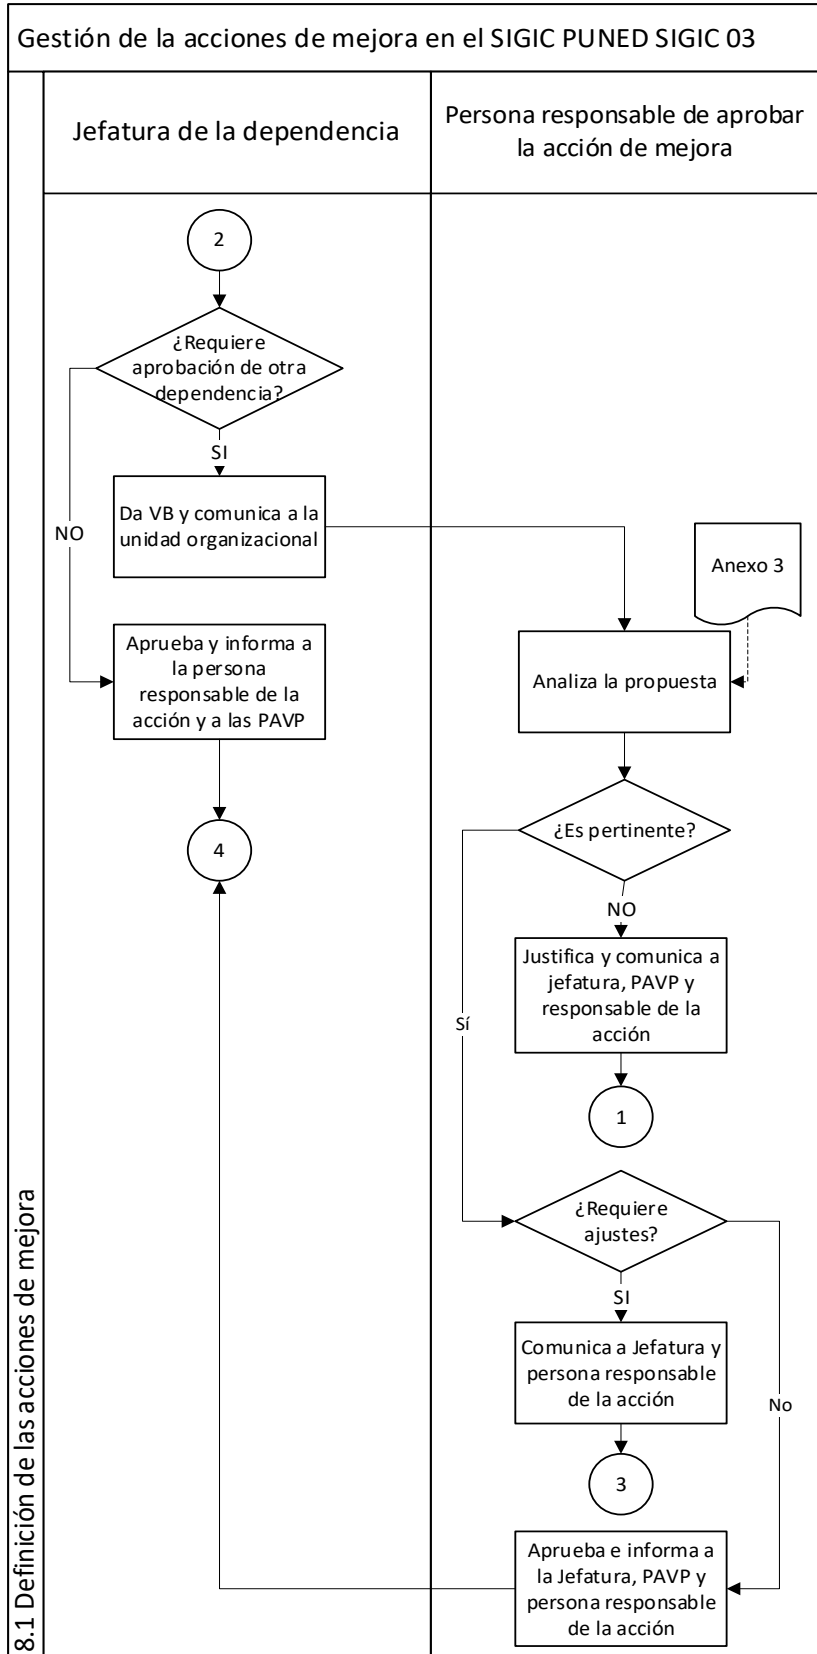 Gestión de la acciones de mejora en el SIGIC PUNED SIGIC 03
Jefatura de la dependencia
Persona responsable de aprobar
la acción de mejora
8.1 Definición de las acciones de mejora
2
¿Requiere
aprobación de otra
dependencia?
SI
NO
Da VB y comunica a la
unidad organizacional
Aprueba y informa a
la persona
responsable de la
acción y a las PAVP
4
Anexo 3
Analiza la propuesta
¿Es pertinente?
NO
Sí
Justifica y comunica a
jefatura, PAVP y
responsable de la
acción
1
¿Requiere
ajustes?
SI
No
Comunica a Jefatura y
persona responsable
de la acción
3
Aprueba e informa a
la Jefatura, PAVP y
persona responsable
de la acción